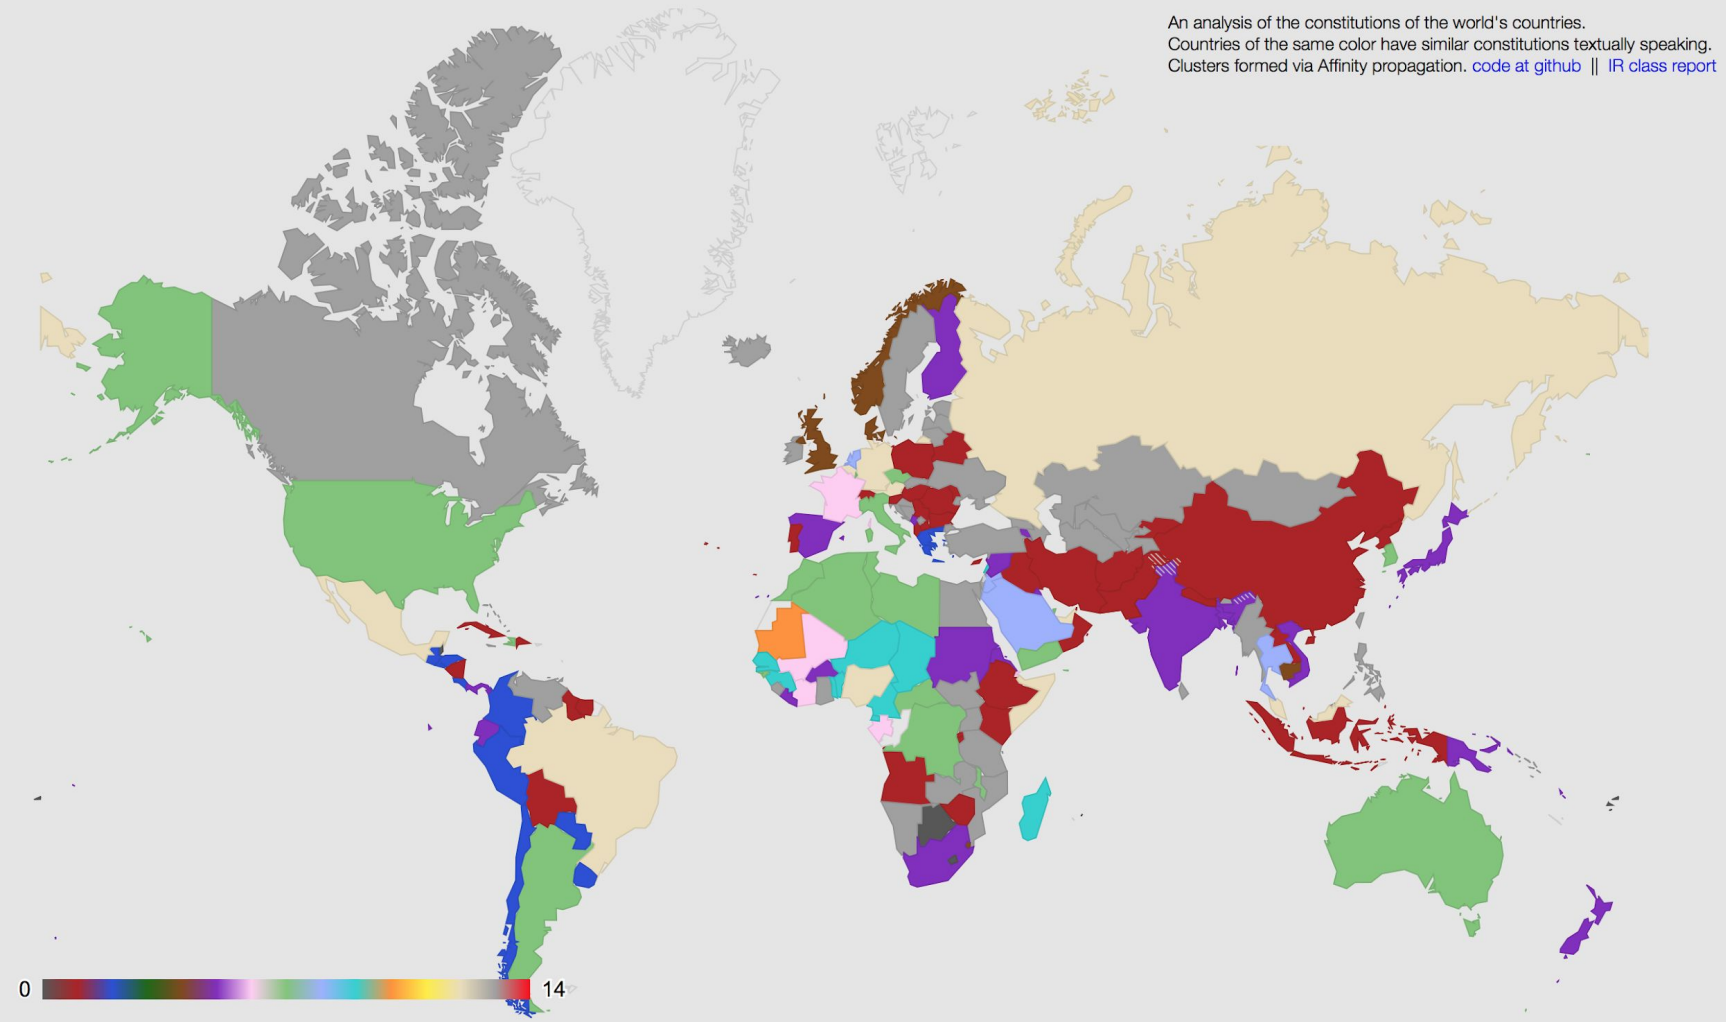 An analysis of the constitutions of the world's countries.
Countries of the same color have similar constitutions textually speaking.
Clusters formed via Affinity propagation. code at github || IR class report
0 14